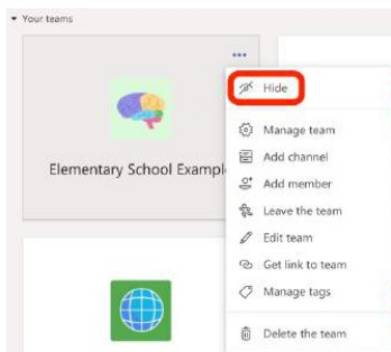 Your teams
Hide
Manage team
Add channel
Elementary School Exampl
Add member
Leave the team
Edit team
Get link to team
Manage tags
Delete the team